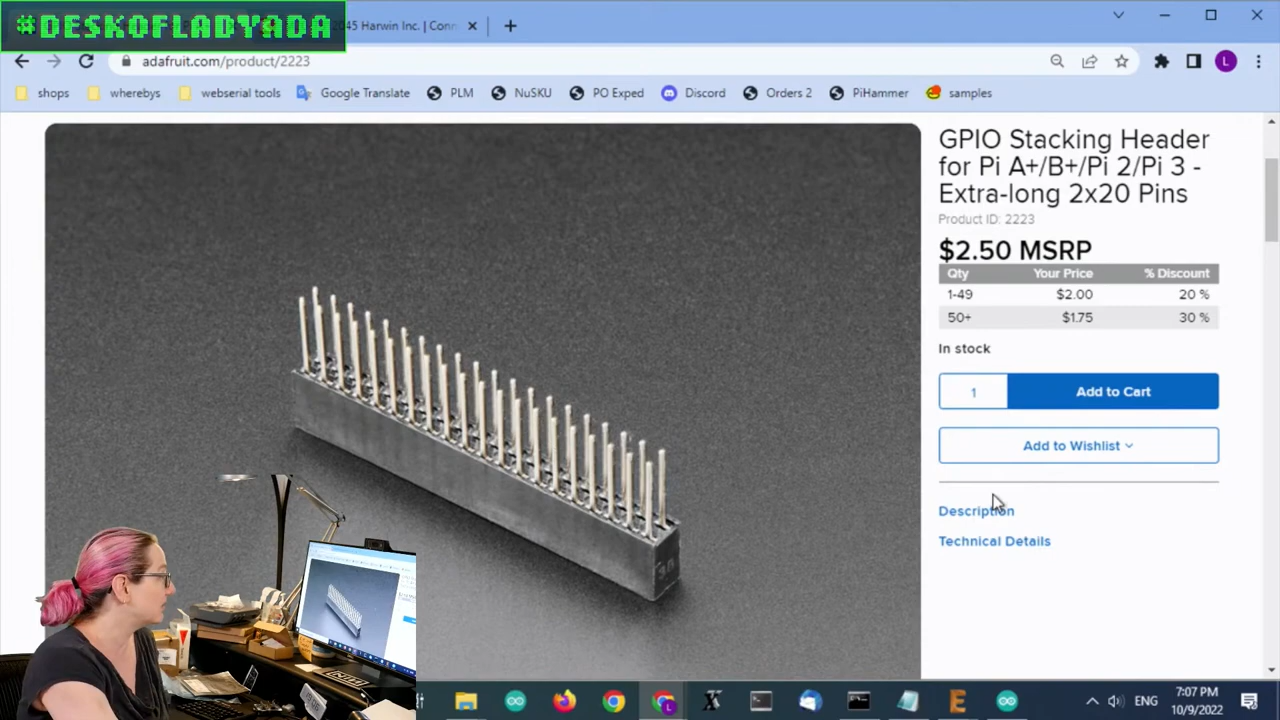 #DESKOFLADYADA
045 Harwin Inc. | Conn
adafruit.com/product/2223
shops
wherebys
webserial tools
Google Translate
PLM
NuSKU
PO Exped
Discord
Orders 2
PiHammer
samples
GPIO Stacking Header
for Pi A+/B+/Pi 2/Pi 3 -
Extra-long 2x20 Pins
Product ID: 2223
$2.50 MSRP
Qty Your Price % Discount
1-49 $2.00 20 %
50+ $1.75 30 %
In stock
1 Add to Cart
Add to Wishlist
Description
Technical Details
L
ENG
7:07 PM
10/9/2022